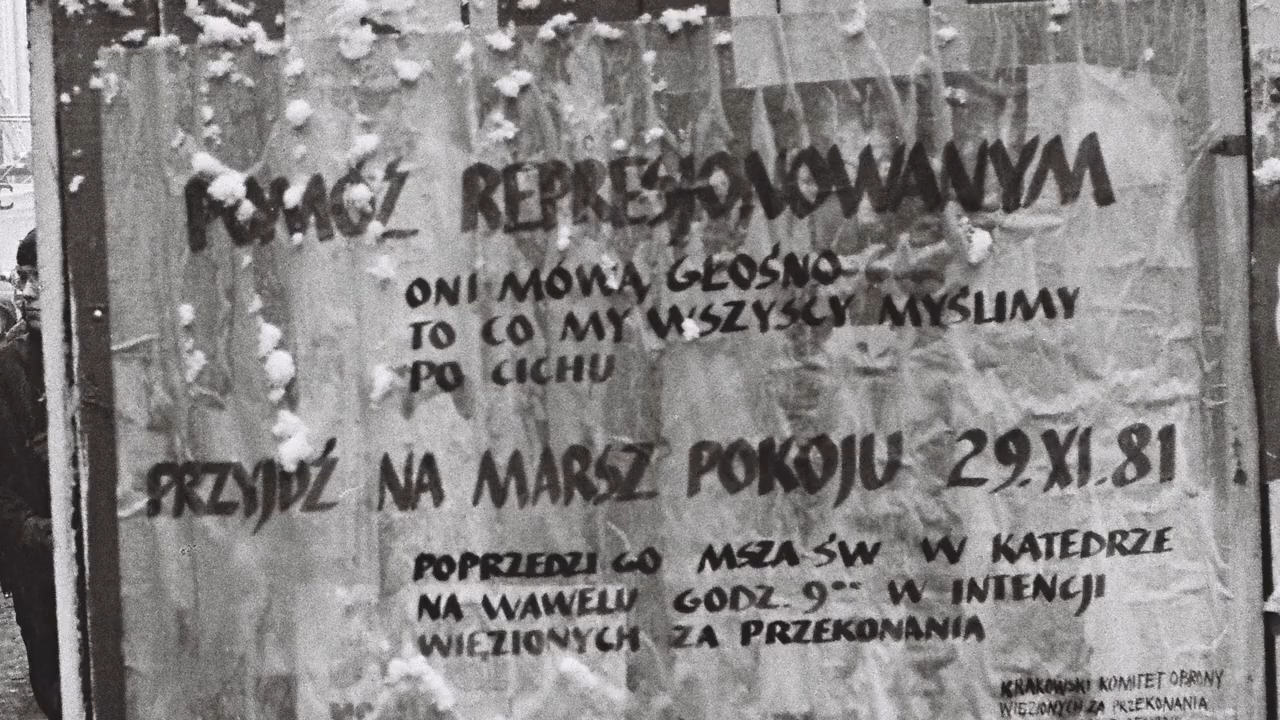 POMÓŻ REPRESJONOWANYM
ONI MÓWĄ GŁOŚNO
TO CO MY WSZYSCY MYŚLIMY
PO CICHU
PRZYJDŹ NA MARSZ POKOJU 29.XI.81
POPRZEDZI GO MSZA ŚW W KATEDRZE
NA WAWELU GODZ. 9⁰⁰ W INTENCJI
WIĘZIONYCH ZA PRZEKONANIA
KRAKOWSKI KOMITET OBRONY
WIĘZIONYCH ZA PRZEKONANIA